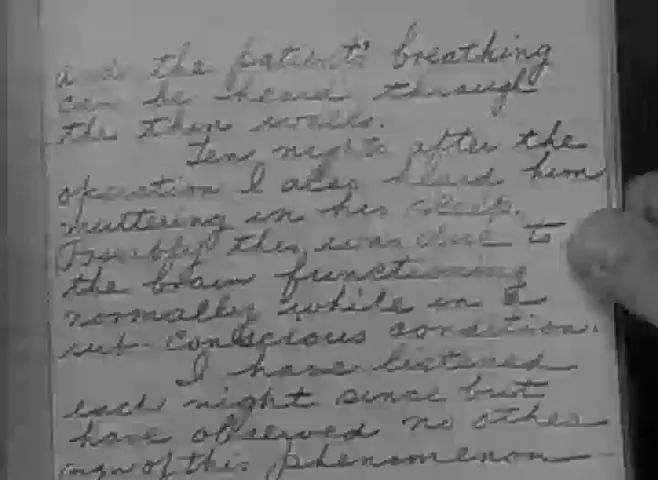 and the patient's breathing
can be heard through
the thin walls.
Ten nights after the
operation I also heard him
muttering in his sleep.
Possibly this was due to
the brain functioning
normally while in a
sub-conscious condition.
I have listened
each night since but
have observed no other
sign of this phenomenon